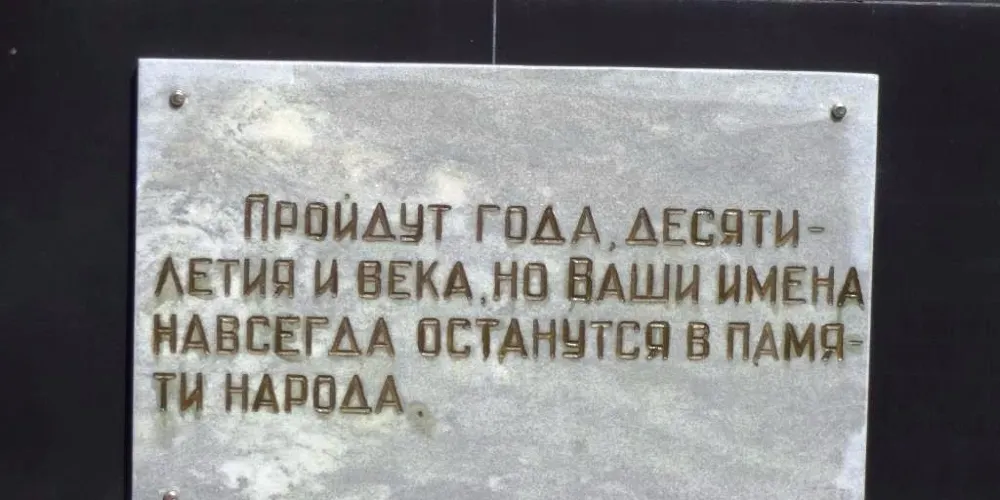 Пройдут года, десяти-
летия и века, но Ваши имена
навсегда останутся в памя-
ти народа.